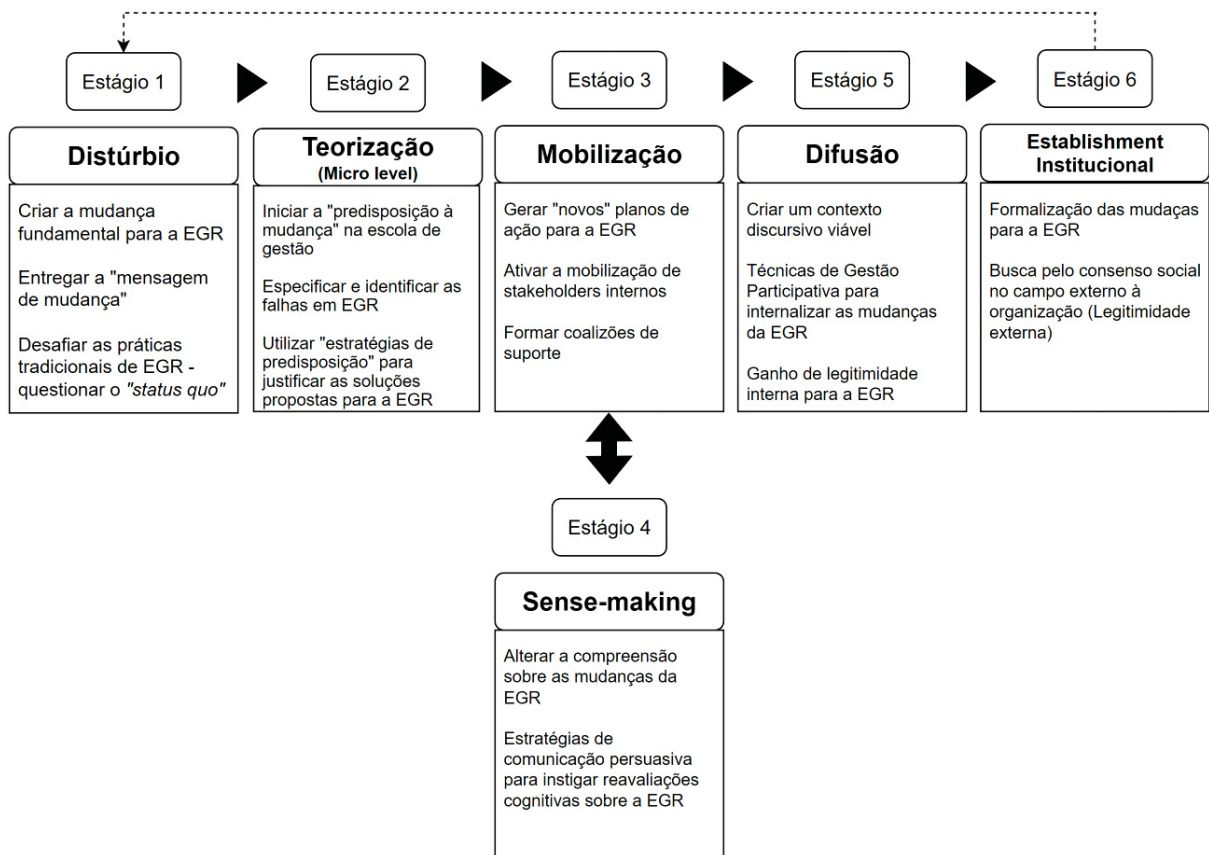 Estágio 1
Distúrbio
Criar a mudança
fundamental para a EGR
Entregar a "mensagem
de mudança"
Desafiar as práticas
tradicionais de EGR -
questionar o "status quo"
Estágio 2
Teorização
(Micro level)
Iniciar a "predisposição à
mudança" na escola de
gestão
Especificar e identificar as
falhas em EGR
Utilizar "estratégias de
predisposição" para
justificar as soluções
propostas para a EGR
Estágio 3
Mobilização
Gerar "novos" planos de
ação para a EGR
Ativar a mobilização de
stakeholders internos
Formar coalizões de
suporte
Estágio 4
Sense-making
Alterar a compreensão
sobre as mudanças da
EGR
Estratégias de
comunicação persuasiva
para instigar reavaliações
cognitivas sobre a EGR
Estágio 5
Difusão
Criar um contexto
discursivo viável
Técnicas de Gestão
Participativa para
internalizar as mudanças
da EGR
Ganho de legitimidade
interna para a EGR
Estágio 6
Establishment
Institucional
Formalização das mudaças
para a EGR
Busca pelo consenso social
no campo externo à
organização (Legitimidade
externa)